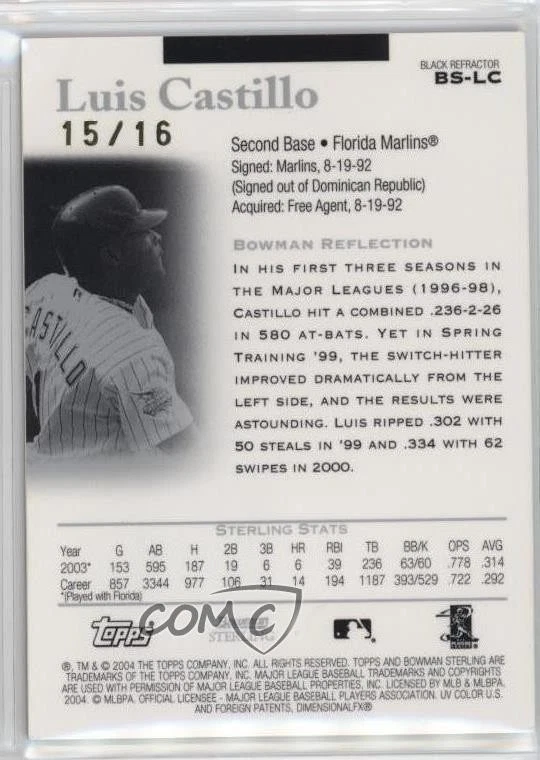 BLACK REFRACTOR
BS-LC
Luis Castillo
15/16
Second Base • Florida Marlins®
Signed: Marlins, 8-19-92
(Signed out of Dominican Republic)
Acquired: Free Agent, 8-19-92
BOWMAN REFLECTION
IN HIS FIRST THREE SEASONS IN
THE MAJOR LEAGUES (1996-98),
CASTILLO HIT A COMBINED .236-2-26
IN 580 AT-BATS. YET IN SPRING
TRAINING '99, THE SWITCH-HITTER
IMPROVED DRAMATICALLY FROM THE
LEFT SIDE, AND THE RESULTS WERE
ASTOUNDING. LUIS RIPPED .302 WITH
50 STEALS IN '99 AND .334 WITH 62
SWIPES IN 2000.
CASTILLO
STERLING STATS
Year G AB H 2B 3B HR RBI TB BB/K OPS AVG
2003* 153 595 187 19 6 6 39 236 63/60 .778 .314
Career 857 3344 977 106 31 14 194 1187 393/529 .722 .292
*(Played with Florida)
Topps
COMC
STERLING
®, TM & © 2004 THE TOPPS COMPANY, INC. ALL RIGHTS RESERVED. TOPPS AND BOWMAN STERLING ARE
TRADEMARKS OF THE TOPPS COMPANY, INC. MAJOR LEAGUE BASEBALL TRADEMARKS AND COPYRIGHTS
ARE USED WITH PERMISSION OF MAJOR LEAGUE BASEBALL PROPERTIES, INC. LICENSED BY MLB & MLBPA.
2004. © MLBPA. OFFICIAL LICENSEE - MAJOR LEAGUE BASEBALL PLAYERS ASSOCIATION. UV COLOR U.S.
AND FOREIGN PATENTS, DIMENSIONALFX®